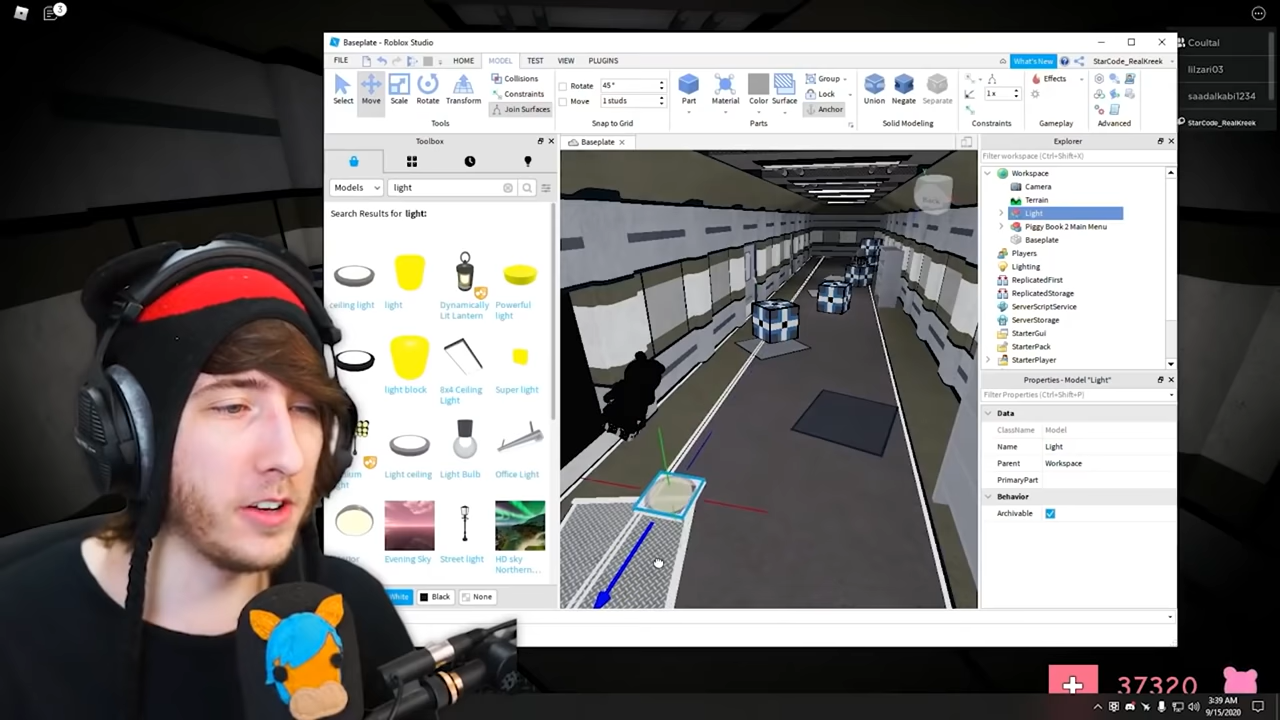 3
Baseplate - Roblox Studio
Coultal
lilzari03
saadalkabi1234
StarCode_RealKreek
FILE
HOME
MODEL
TEST
VIEW
PLUGINS
What's New
StarCode_RealKreek
Select
Move
Scale
Rotate
Transform
Collisions
Constraints
Join Surfaces
Rotate
45°
Move
1 studs
Part
Material
Color
Surface
Group
Lock
Anchor
Union
Negate
Separate
1 x
Effects
Tools
Snap to Grid
Parts
Solid Modeling
Constraints
Gameplay
Advanced
Toolbox
Baseplate
Explorer
Filter workspace (Ctrl+Shift+X)
Models
light
Search Results for light:
ceiling light
light
Dynamically
Lit Lantern
Powerful
light
light block
8x4 Ceiling
Light
Super light
Light ceiling
Light Bulb
Office Light
Evening Sky
Street light
HD sky
Northern...
White
Black
None
Back
Workspace
Camera
Terrain
Light
Piggy Book 2 Main Menu
Baseplate
Players
Lighting
ReplicatedFirst
ReplicatedStorage
ServerScriptService
ServerStorage
StarterGui
StarterPack
StarterPlayer
Properties - Model "Light"
Filter Properties (Ctrl+Shift+P)
Data
ClassName
Model
Name
Light
Parent
Workspace
PrimaryPart
Behavior
Archivable
37320
3:39 AM
9/15/2020